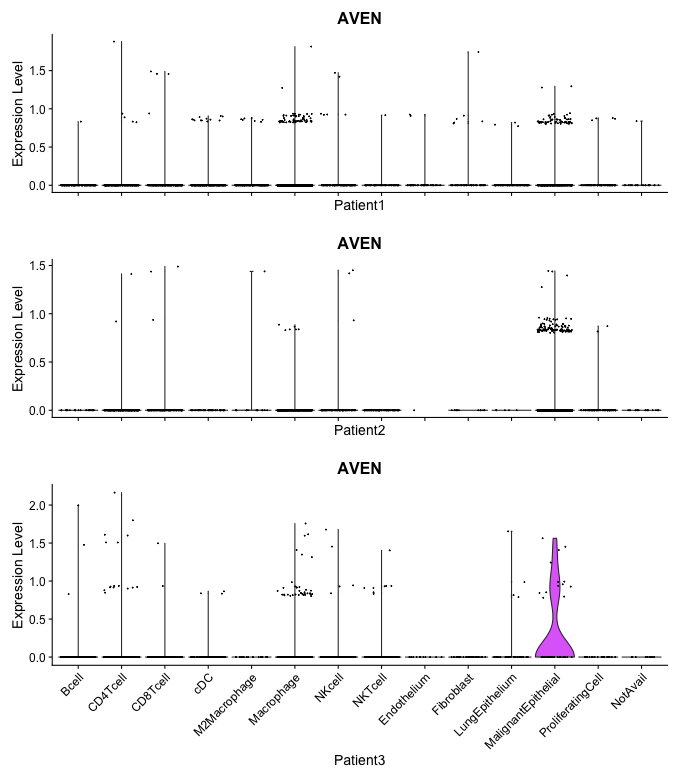 AVEN
Expression Level
1.5
1.0
0.5
0.0
Patient1
AVEN
Expression Level
1.5
1.0
0.5
0.0
Patient2
AVEN
Expression Level
2.0
1.5
1.0
0.5
0.0
Bcell
CD4Tcell
CD8Tcell
cDC
M2Macrophage
Macrophage
NKcell
NKTcell
Endothelium
Fibroblast
LungEpithelium
MalignantEpithelial
ProliferatingCell
NotAvail
Patient3